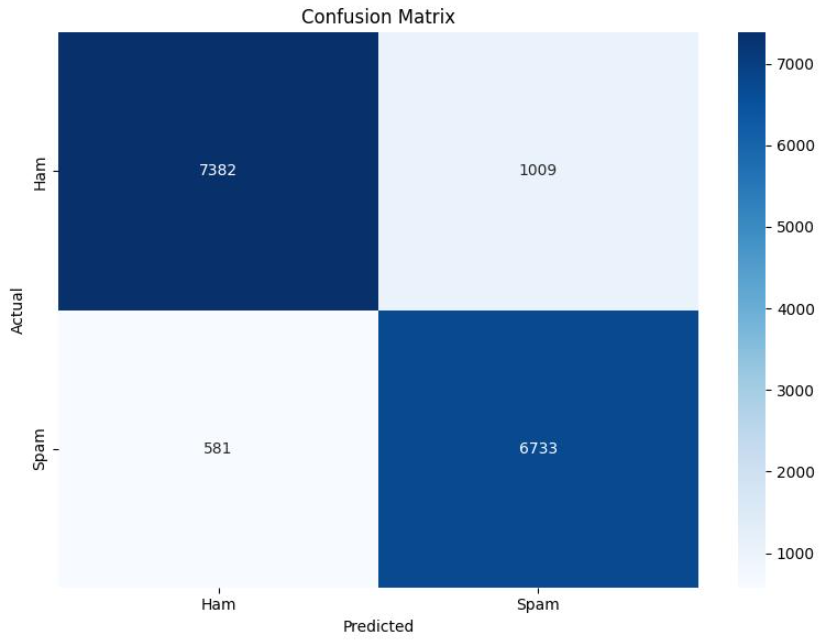 Confusion Matrix
Ham
7382
1009
Actual
Spam
581
6733
Ham
Spam
Predicted
7000
6000
5000
4000
3000
2000
1000